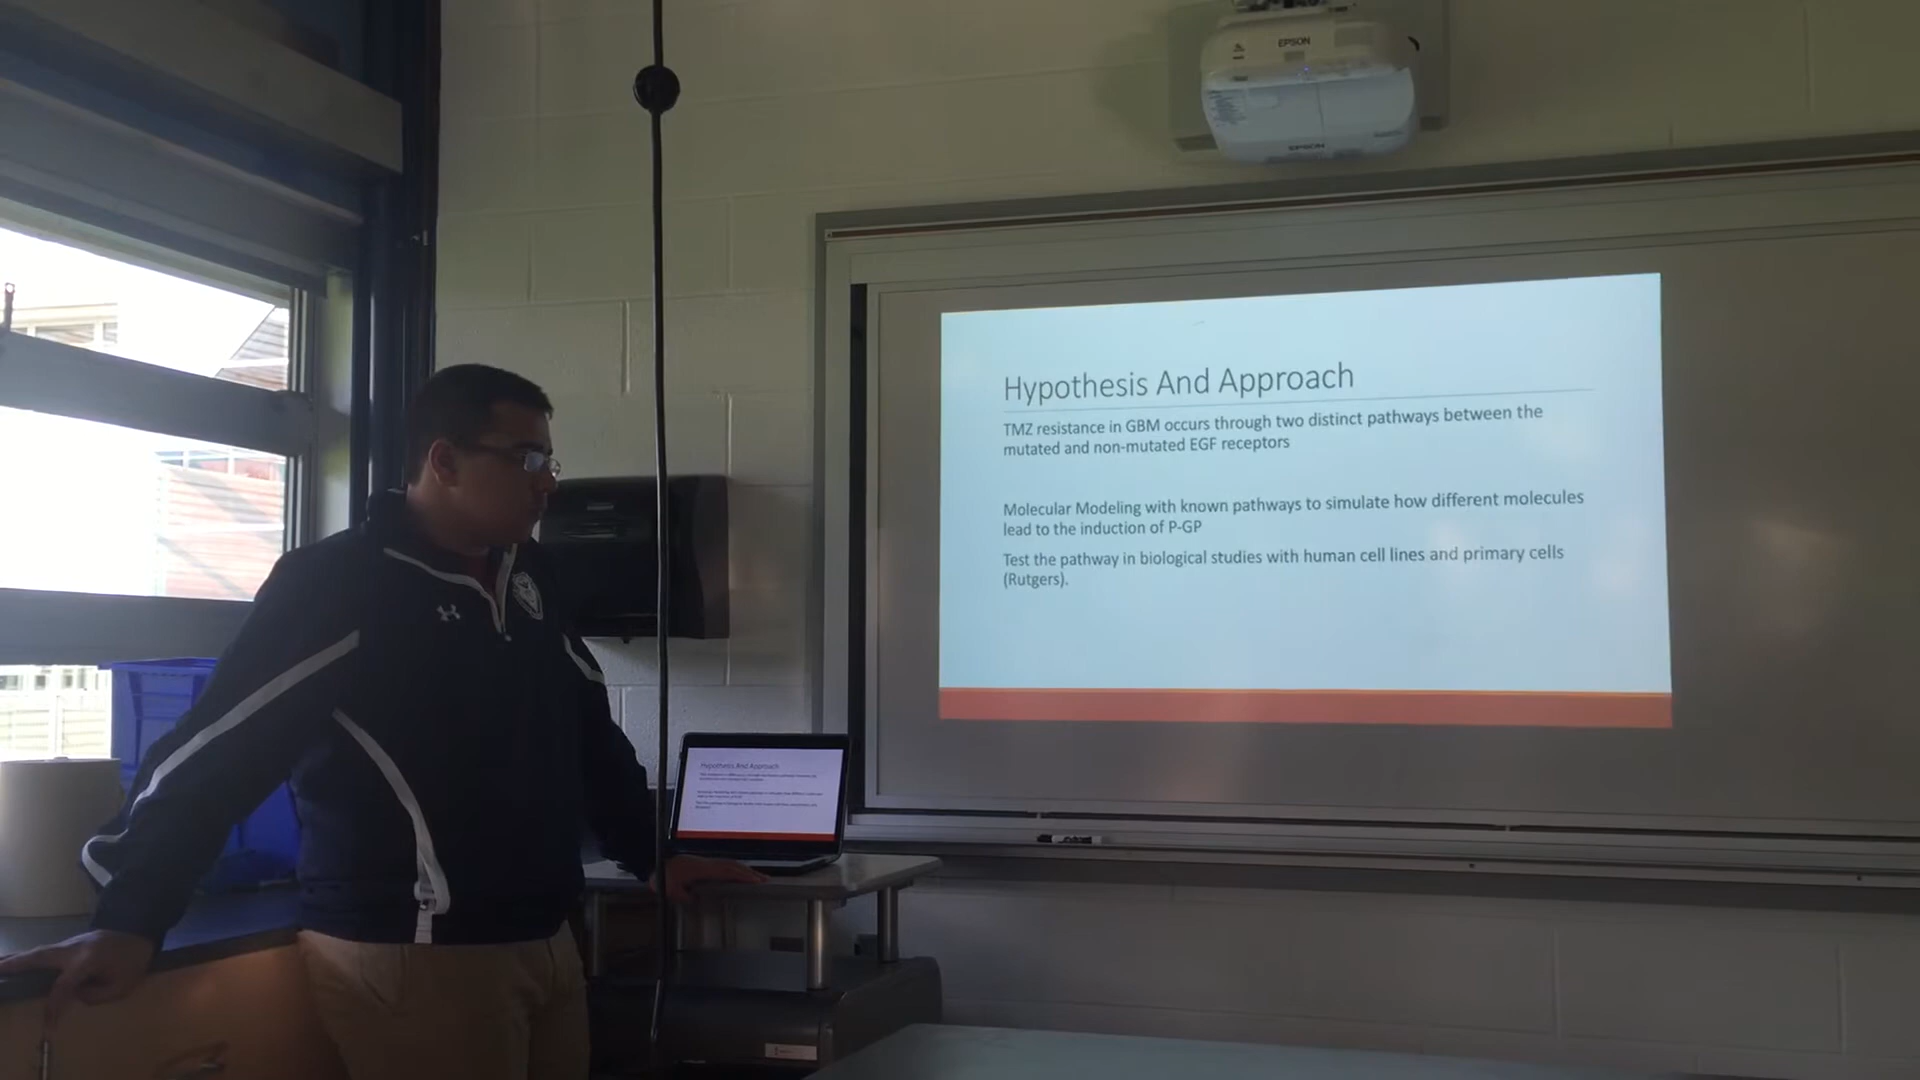 EPSON
EPSON
Hypothesis And Approach
TMZ resistance in GBM occurs through two distinct pathways between the
mutated and non-mutated EGF receptors
Molecular Modeling with known pathways to simulate how different molecules
lead to the induction of P-GP
Test the pathway in biological studies with human cell lines and primary cells
(Rutgers).
Hypothesis And Approach